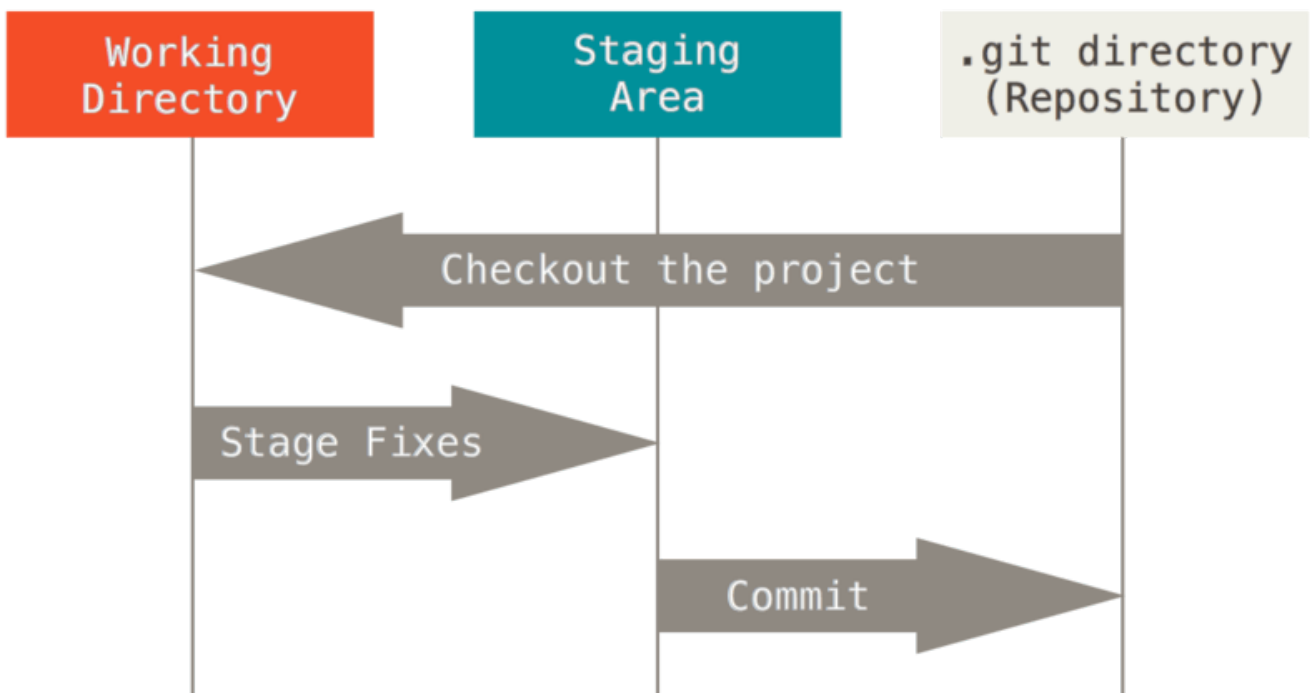 Working
Directory
Staging
Area
.git directory
(Repository)
Checkout the project
Stage Fixes
Commit